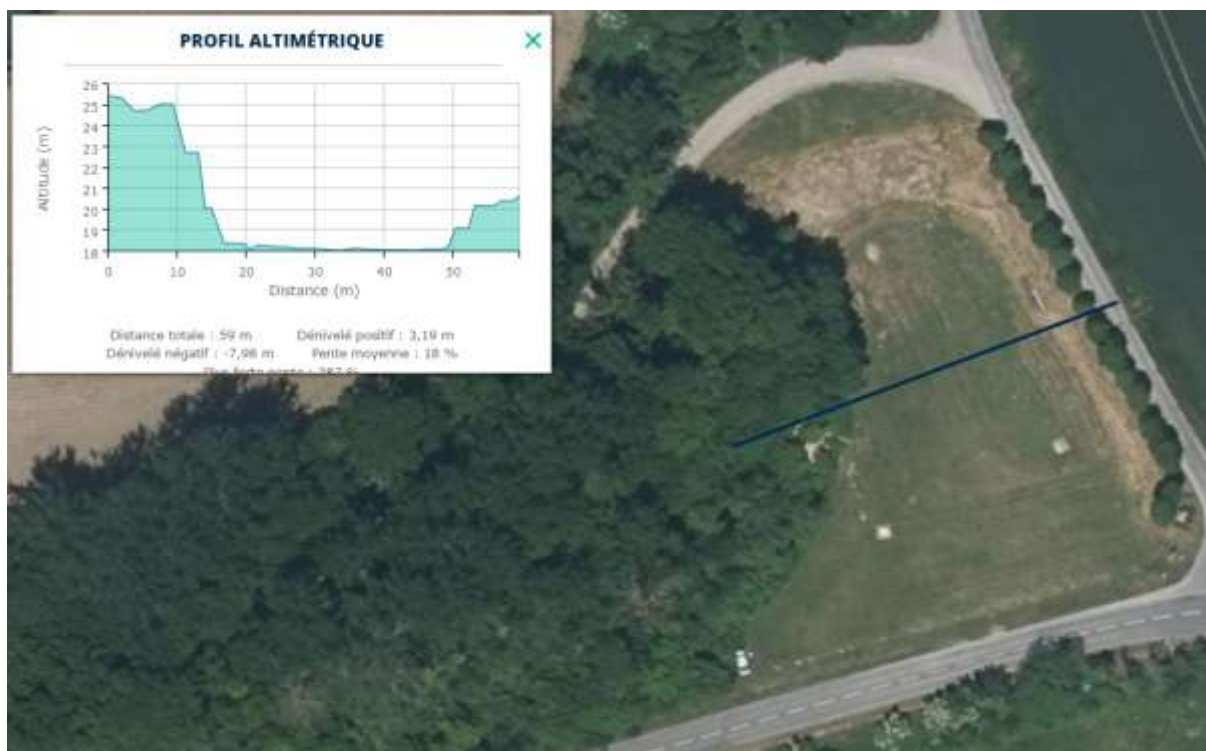 PROFIL ALTIMÉTRIQUE
26
25
24
23
22
21
20
19
18
Altitude (m)
0 10 20 30 40 50
Distance (m)
Distance totale : 59 m Dénivelé positif : 3,19 m
Dénivelé négatif : -7,98 m Pente moyenne : 18 %